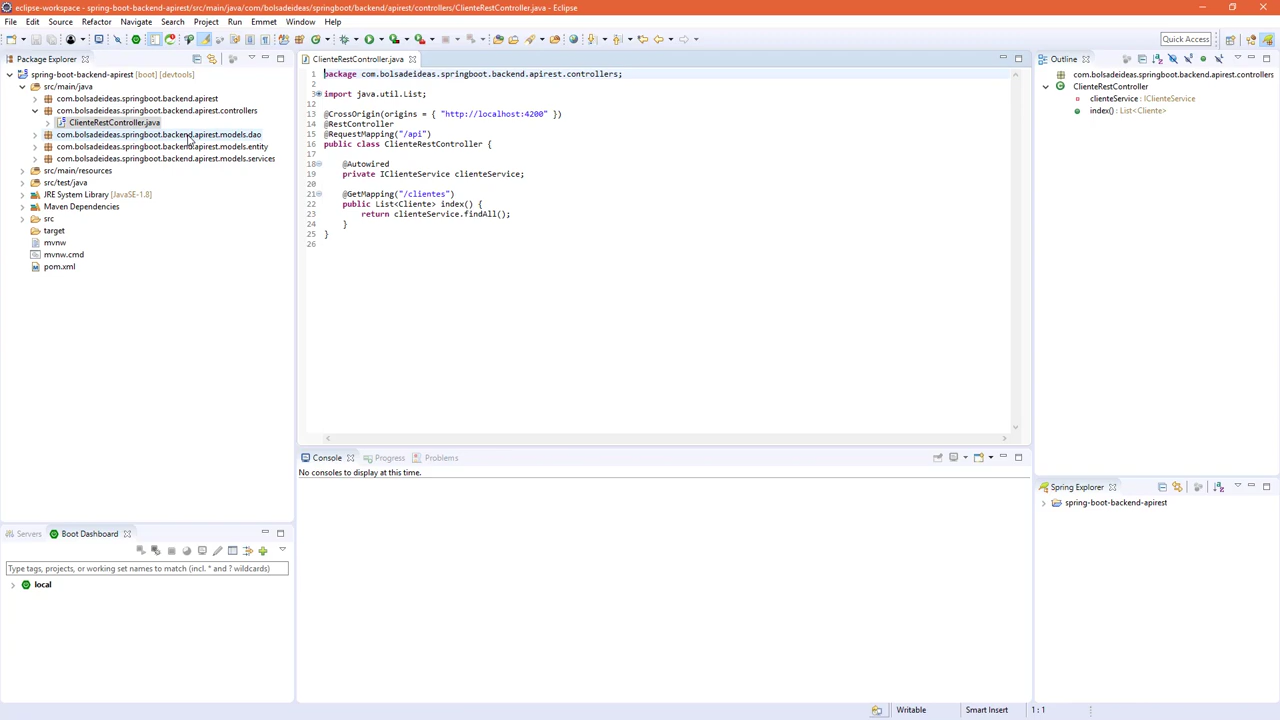 eclipse-workspace - spring-boot-backend-apirest/src/main/java/com/bolsadeideas/springboot/backend/apirest/controllers/ClienteRestController.java - Eclipse
File Edit Source Refactor Navigate Search Project Run Emmet Window Help
Quick Access
Package Explorer
spring-boot-backend-apirest [boot] [devtools]
src/main/java
com.bolsadeideas.springboot.backend.apirest
com.bolsadeideas.springboot.backend.apirest.controllers
ClienteRestController.java
com.bolsadeideas.springboot.backend.apirest.models.dao
com.bolsadeideas.springboot.backend.apirest.models.entity
com.bolsadeideas.springboot.backend.apirest.models.services
src/main/resources
src/test/java
JRE System Library [JavaSE-1.8]
Maven Dependencies
src
target
mvnw
mvnw.cmd
pom.xml
Servers Boot Dashboard
Type tags, projects, or working set names to match (incl. * and ? wildcards)
local
ClienteRestController.java
1 package com.bolsadeideas.springboot.backend.apirest.controllers;
2
3 import java.util.List;
12
13 @CrossOrigin(origins = { "http://localhost:4200" })
14 @RestController
15 @RequestMapping("/api")
16 public class ClienteRestController {
17
18 @Autowired
19 private IClienteService clienteService;
20
21 @GetMapping("/clientes")
22 public List<Cliente> index() {
23 return clienteService.findAll();
24 }
25 }
26
Console Progress Problems
No consoles to display at this time.
Outline
com.bolsadeideas.springboot.backend.apirest.controllers
ClienteRestController
clienteService : IClienteService
index() : List<Cliente>
Spring Explorer
spring-boot-backend-apirest
Writable Smart Insert 1 : 1